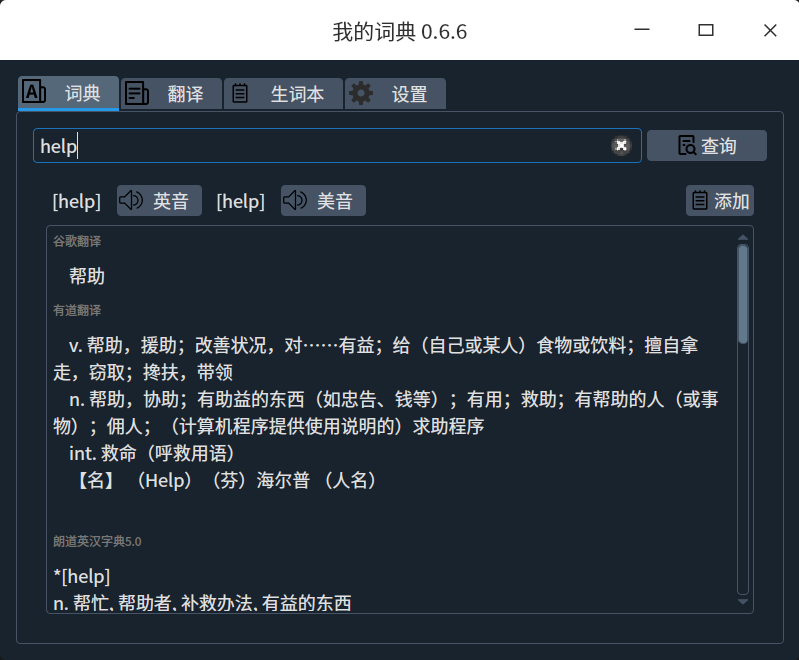 我的词典 0.6.6
词典 翻译 生词本 设置
help
查询
[help] 英音 [help] 美音 添加
谷歌翻译
帮助
有道翻译
v. 帮助，援助；改善状况，对……有益；给（自己或某人）食物或饮料；擅自拿
走，窃取；搀扶，带领
n. 帮助，协助；有助益的东西（如忠告、钱等）；有用；救助；有帮助的人（或事
物）；佣人；（计算机程序提供使用说明的）求助程序
int. 救命（呼救用语）
【名】 （Help）（芬）海尔普 （人名）
朗道英汉字典5.0
*[help]
n. 帮忙, 帮助者, 补救办法, 有益的东西